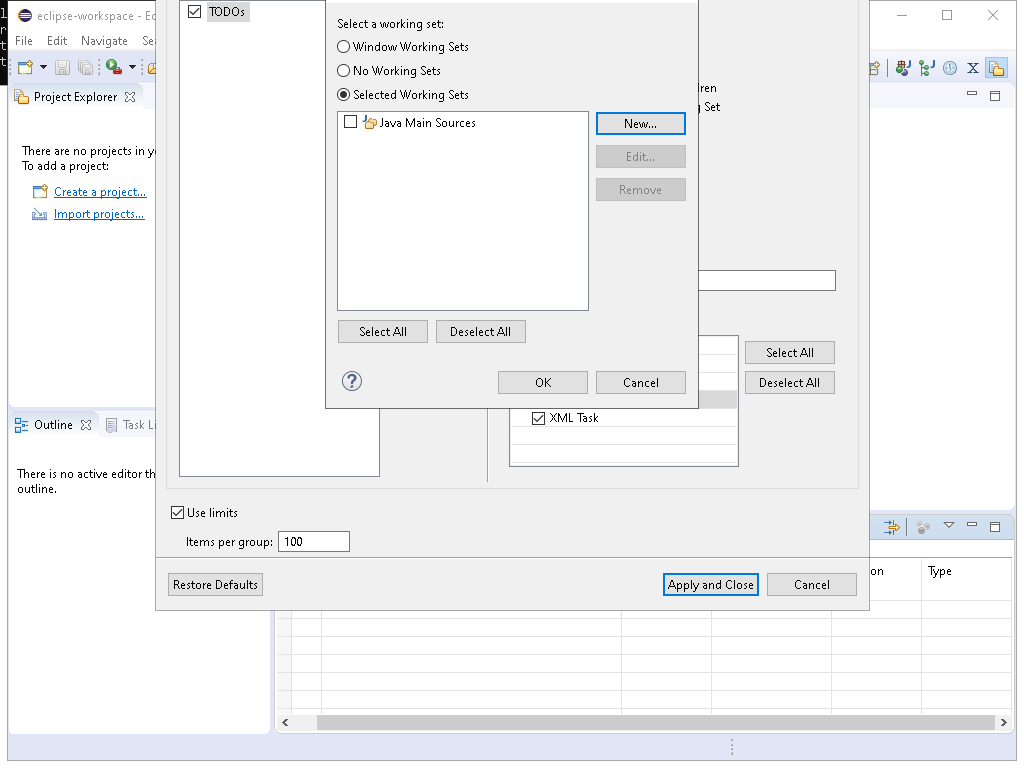 eclipse-workspace - Ec
File Edit Navigate Sea
Project Explorer
There are no projects in y
To add a project:
Create a project...
Import projects...
Outline
Task Li
There is no active editor th
outline.
TODOs
Select a working set:
Window Working Sets
No Working Sets
Selected Working Sets
Java Main Sources
New...
Edit...
Remove
Select All
Deselect All
?
OK
Cancel
dren
Set
Select All
Deselect All
XML Task
Use limits
Items per group: 100
Restore Defaults
Apply and Close
Cancel
on
Type